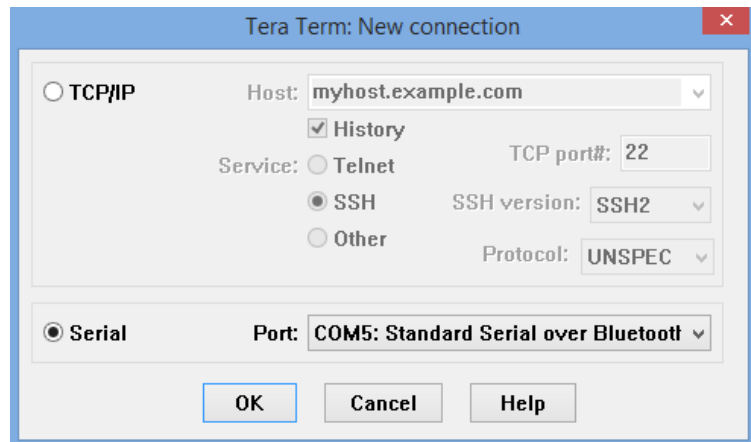 Tera Term: New connection
TCP/IP
Host: myhost.example.com
History
Service: Telnet
TCP port#: 22
SSH
SSH version: SSH2
Other
Protocol: UNSPEC
Serial
Port: COM5: Standard Serial over Bluetooth
OK
Cancel
Help